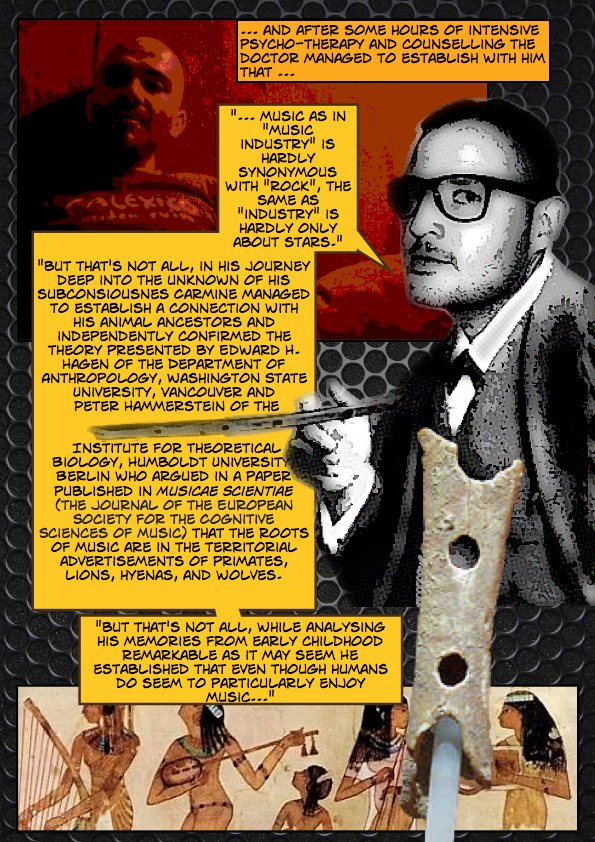 ... AND AFTER SOME HOURS OF INTENSIVE
PSYCHO-THERAPY AND COUNSELLING THE
DOCTOR MANAGED TO ESTABLISH WITH HIM
THAT ...
"... MUSIC AS IN
"MUSIC
INDUSTRY" IS
HARDLY
SYNONYMOUS
WITH "ROCK", THE
SAME AS
"INDUSTRY" IS
HARDLY ONLY
ABOUT STARS."
"BUT THAT'S NOT ALL, IN HIS JOURNEY
DEEP INTO THE UNKNOWN OF HIS
SUBCONSIOUSNES CARMINE MANAGED
TO ESTABLISH A CONNECTION WITH
HIS ANIMAL ANCESTORS AND
INDEPENDENTLY CONFIRMED THE
THEORY PRESENTED BY EDWARD H.
HAGEN OF THE DEPARTMENT OF
ANTHROPOLOGY, WASHINGTON STATE
UNIVERSITY, VANCOUVER AND
PETER HAMMERSTEIN OF THE
INSTITUTE FOR THEORETICAL
BIOLOGY, HUMBOLDT UNIVERSITY
BERLIN WHO ARGUED IN A PAPER
PUBLISHED IN MUSICAE SCIENTIAE
(THE JOURNAL OF THE EUROPEAN
SOCIETY FOR THE COGNITIVE
SCIENCES OF MUSIC) THAT THE ROOTS
OF MUSIC ARE IN THE TERRITORIAL
ADVERTISEMENTS OF PRIMATES,
LIONS, HYENAS, AND WOLVES.
"BUT THAT'S NOT ALL, WHILE ANALYSING
HIS MEMORIES FROM EARLY CHILDHOOD
REMARKABLE AS IT MAY SEEM HE
ESTABLISHED THAT EVEN THOUGH HUMANS
DO SEEM TO PARTICULARLY ENJOY
MUSIC..."